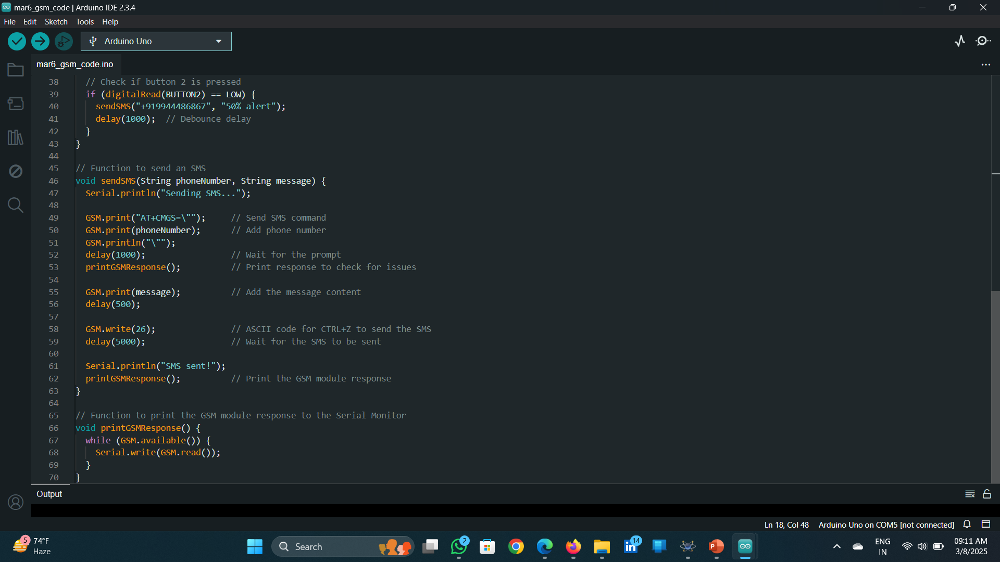 mar6_gsm_code | Arduino IDE 2.3.4
File Edit Sketch Tools Help
Arduino Uno
mar6_gsm_code.ino
38 // Check if button 2 is pressed
39 if (digitalRead(BUTTON2) == LOW) {
40 sendSMS("+919944486867", "50% alert");
41 delay(1000); // Debounce delay
42 }
43 }
44
45 // Function to send an SMS
46 void sendSMS(String phoneNumber, String message) {
47 Serial.println("Sending SMS...");
48
49 GSM.print("AT+CMGS=\""); // Send SMS command
50 GSM.print(phoneNumber); // Add phone number
51 GSM.println("\"");
52 delay(1000); // Wait for the prompt
53 printGSMResponse(); // Print response to check for issues
54
55 GSM.print(message); // Add the message content
56 delay(500);
57
58 GSM.write(26); // ASCII code for CTRL+Z to send the SMS
59 delay(5000); // Wait for the SMS to be sent
60
61 Serial.println("SMS sent!");
62 printGSMResponse(); // Print the GSM module response
63 }
64
65 // Function to print the GSM module response to the Serial Monitor
66 void printGSMResponse() {
67 while (GSM.available()) {
68 Serial.write(GSM.read());
69 }
70 }
Output
Ln 18, Col 48 Arduino Uno on COM5 [not connected]
5 74°F
Haze
Search
2
14
ENG
IN
09:11 AM
3/8/2025